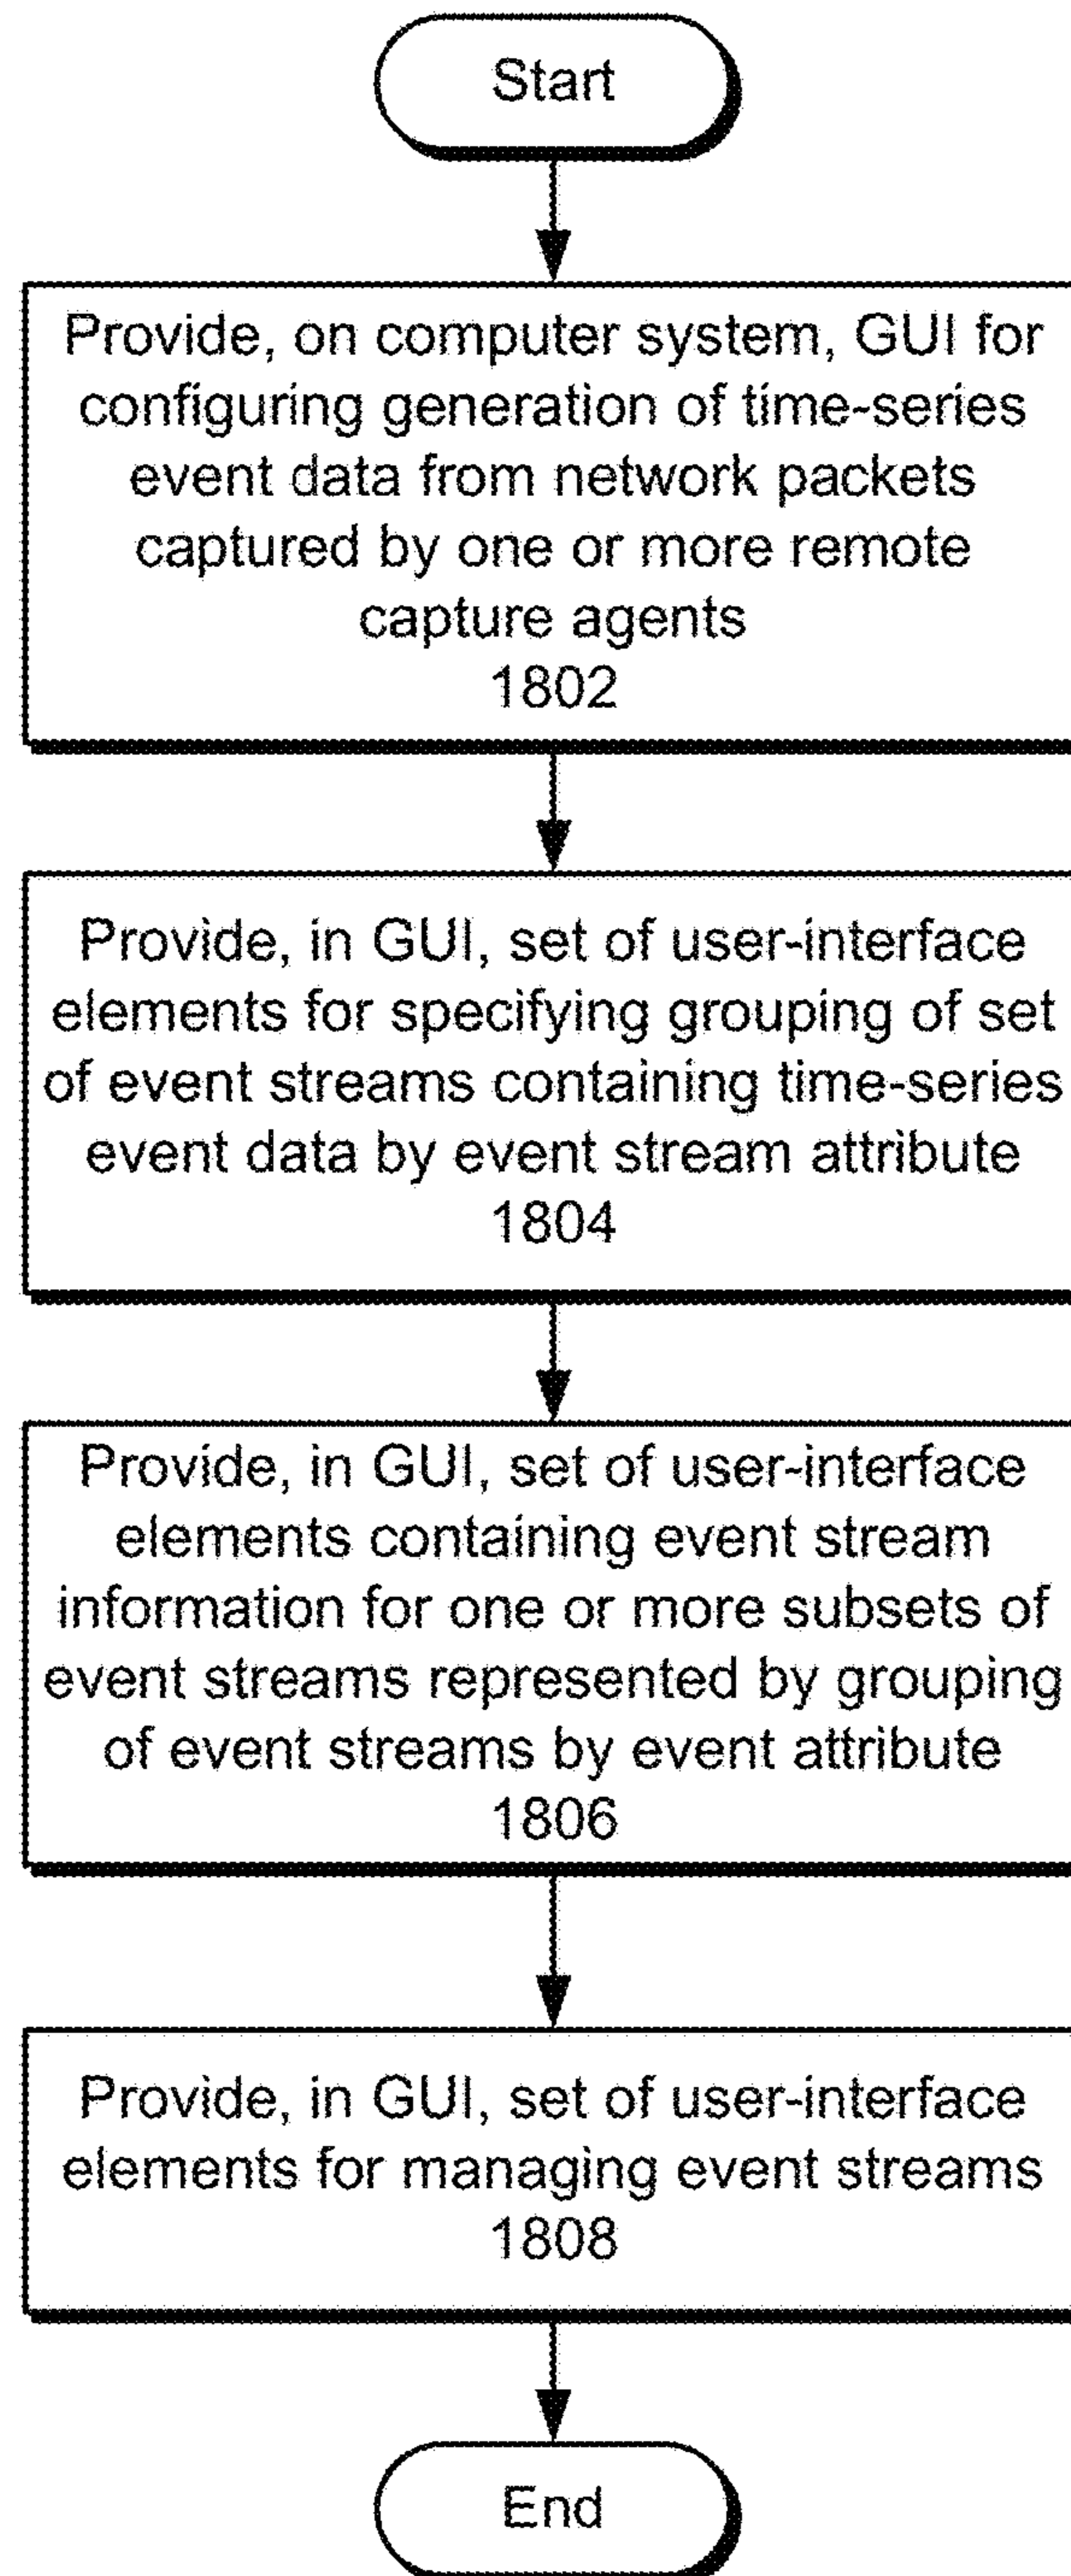 Start
Provide, on computer system, GUI for
configuring generation of time-series
event data from network packets
captured by one or more remote
capture agents
1802
Provide, in GUI, set of user-interface
elements for specifying grouping of set
of event streams containing time-series
event data by event stream attribute
1804
Provide, in GUI, set of user-interface
elements containing event stream
information for one or more subsets of
event streams represented by grouping
of event streams by event attribute
1806
Provide, in GUI, set of user-interface
elements for managing event streams
1808
End